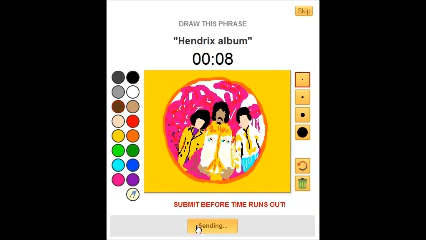 Skip
DRAW THIS PHRASE
"Hendrix album"
00:08
SUBMIT BEFORE TIME RUNS OUT!
Sending...